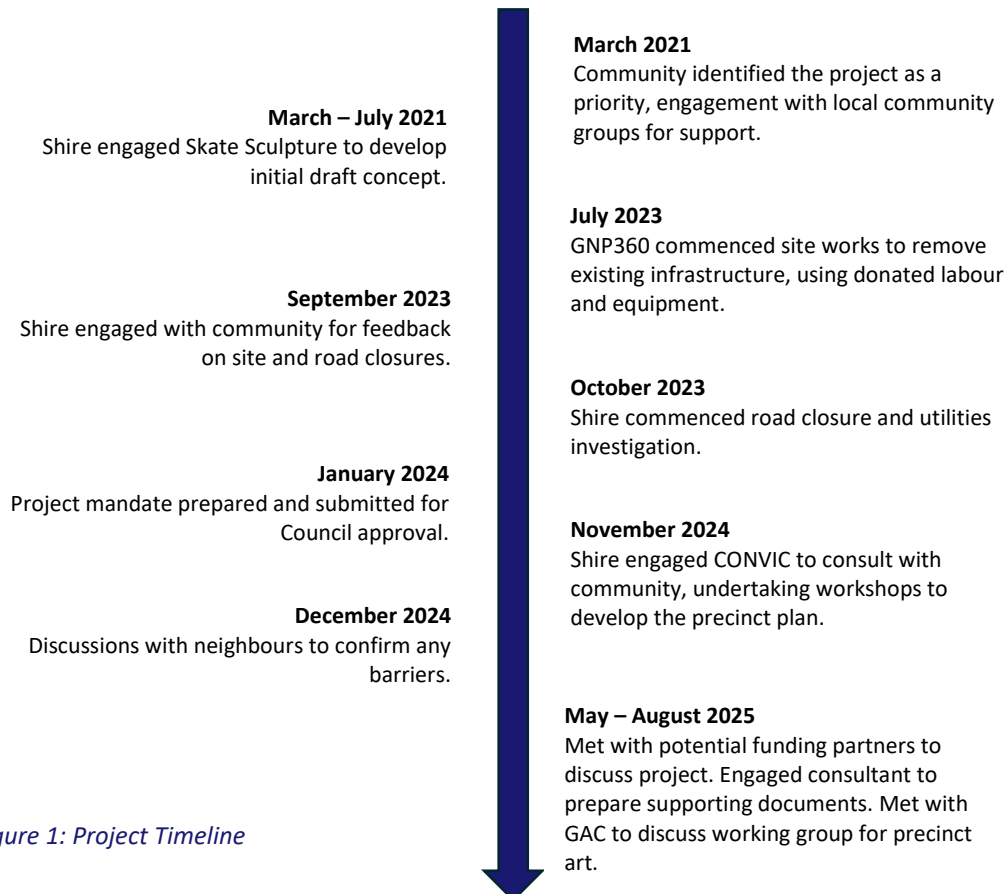 March 2021
Community identified the project as a
priority, engagement with local community
groups for support.
March – July 2021
Shire engaged Skate Sculpture to develop
initial draft concept.
July 2023
GNP360 commenced site works to remove
existing infrastructure, using donated labour
and equipment.
September 2023
Shire engaged with community for feedback
on site and road closures.
October 2023
Shire commenced road closure and utilities
investigation.
January 2024
Project mandate prepared and submitted for
Council approval.
November 2024
Shire engaged CONVIC to consult with
community, undertaking workshops to
develop the precinct plan.
December 2024
Discussions with neighbours to confirm any
barriers.
May – August 2025
Met with potential funding partners to
discuss project. Engaged consultant to
prepare supporting documents. Met with
GAC to discuss working group for precinct
art.
gure 1: Project Timeline